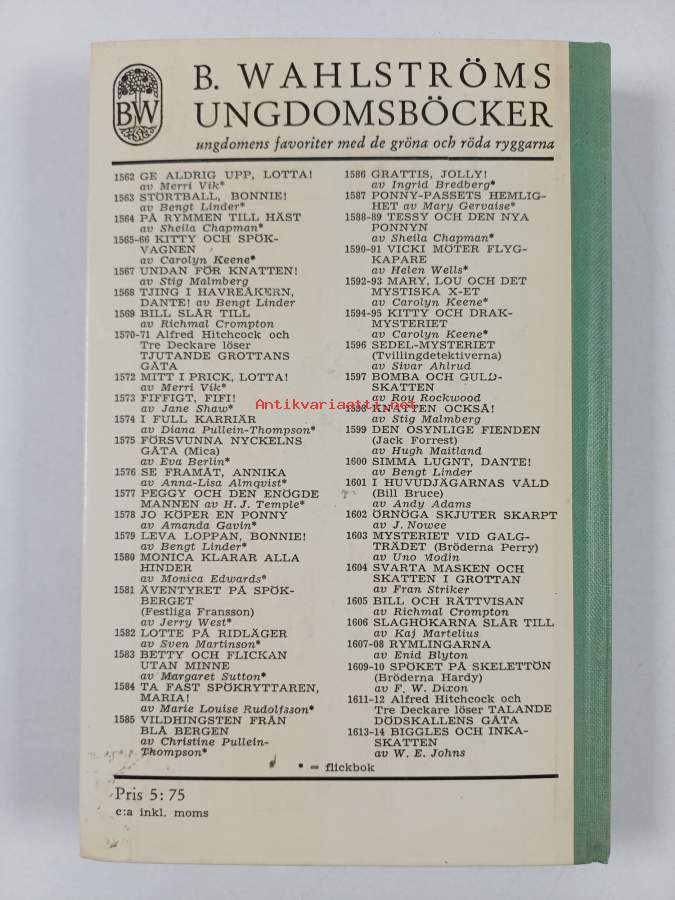 BW
B. WAHLSTRÖMS
UNGDOMSBÖCKER
ungdomens favoriter med de gröna och röda ryggarna
1562 GE ALDRIG UPP, LOTTA!
av Merri Vik*
1563 STÖRTBALL, BONNIE!
av Bengt Linder*
1564 PÅ RYMMEN TILL HÄST
av Sheila Chapman*
1565-66 KITTY OCH SPÖK-
VAGNEN
av Carolyn Keene*
1567 UNDAN FÖR KNATTEN!
av Stig Malmberg
1568 TJING I HAVREÅKERN,
DANTE! av Bengt Linder
1569 BILL SLÅR TILL
av Richmal Crompton
1570-71 Alfred Hitchcock och
Tre Deckare löser
TJUTANDE GROTTANS
GÅTA
1572 MITT I PRICK, LOTTA!
av Merri Vik*
1573 FIFFIGT, FIFI!
av Jane Shaw*
1574 I FULL KARRIÄR
av Diana Pullein-Thompson*
1575 FÖRSVUNNA NYCKELNS
GÅTA (Mica)
av Eva Berlin*
1576 SE FRAMÅT, ANNIKA
av Anna-Lisa Almqvist*
1577 PEGGY OCH DEN ENÖGDE
MANNEN av H. J. Temple*
1578 JO KÖPER EN PONNY
av Amanda Gavin*
1579 LEVA LOPPAN, BONNIE!
av Bengt Linder*
1580 MONICA KLARAR ALLA
HINDER
av Monica Edwards*
1581 ÄVENTYRET PÅ SPÖK-
BERGET
(Festliga Fransson)
av Jerry West*
1582 LOTTE PÅ RIDLÄGER
av Sven Martinson*
1583 BETTY OCH FLICKAN
UTAN MINNE
av Margaret Sutton*
1584 TA FAST SPÖKRYTTAREN,
MARIA!
av Marie Louise Rudolfsson*
1585 VILDHINGSTEN FRÅN
BLÅ BERGEN
av Christine Pullein-
Thompson*
1586 GRATTIS, JOLLY!
av Ingrid Bredberg*
1587 PONNY-PASSETS HEMLIG-
HET av Mary Gervaise*
1588-89 TESSY OCH DEN NYA
PONNYN
av Sheila Chapman*
1590-91 VICKI MÖTER FLYG-
KAPARE
av Helen Wells*
1592-93 MARY, LOU OCH DET
MYSTISKA X-ET
av Carolyn Keene*
1594-95 KITTY OCH DRAK-
MYSTERIET
av Carolyn Keene*
1596 SEDEL-MYSTERIET
(Tvillingdetektiverna)
av Sivar Ahlrud
1597 BOMBA OCH GULD-
SKATTEN
av Roy Rockwood
Antikvariaatti.net
1598 KNATTEN OCKSÅ!
av Stig Malmberg
1599 DEN OSYNLIGE FIENDEN
(Jack Forrest)
av Hugh Maitland
1600 SIMMA LUGNT, DANTE!
av Bengt Linder
1601 I HUVUDJÄGARNAS VÅLD
(Bill Bruce)
av Andy Adams
1602 ÖRNÖGA SKJUTER SKARPT
av J. Nowee
1603 MYSTERIET VID GALG-
TRÄDET (Bröderna Perry)
av Uno Modin
1604 SVARTA MASKEN OCH
SKATTEN I GROTTAN
av Fran Striker
1605 BILL OCH RÄTTVISAN
av Richmal Crompton
1606 SLAGHÖKARNA SLÅR TILL
av Kaj Martelius
1607-08 RYMLINGARNA
av Enid Blyton
1609-10 SPÖKET PÅ SKELETTÖN
(Bröderna Hardy)
av F. W. Dixon
1611-12 Alfred Hitchcock och
Tre Deckare löser TALANDE
DÖDSKALLENS GÅTA
1613-14 BIGGLES OCH INKA-
SKATTEN
av W. E. Johns
* = flickbok
Pris 5:75
c:a inkl. moms